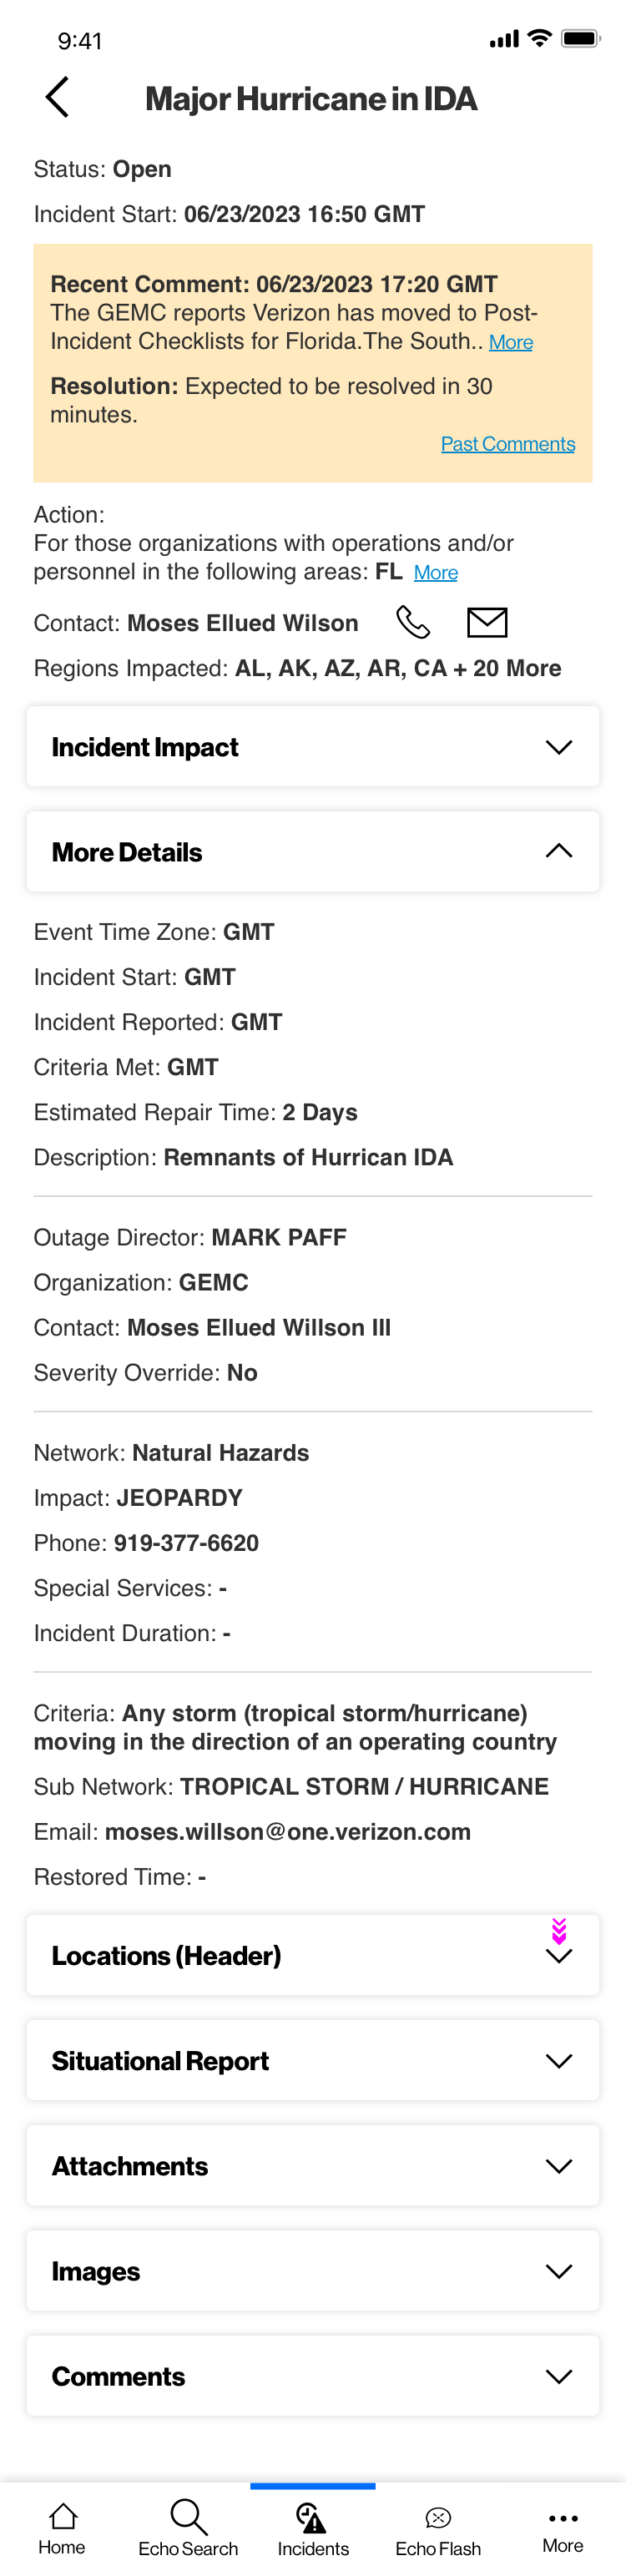 9:41
Major Hurricane in IDA
Status: Open
Incident Start: 06/23/2023 16:50 GMT
Recent Comment: 06/23/2023 17:20 GMT
The GEMC reports Verizon has moved to Post-
Incident Checklists for Florida.The South.. More
Resolution: Expected to be resolved in 30
minutes.
Past Comments
Action:
For those organizations with operations and/or
personnel in the following areas: FL More
Contact: Moses Ellued Wilson
Regions Impacted: AL, AK, AZ, AR, CA + 20 More
Incident Impact
More Details
Event Time Zone: GMT
Incident Start: GMT
Incident Reported: GMT
Criteria Met: GMT
Estimated Repair Time: 2 Days
Description: Remnants of Hurrican IDA
Outage Director: MARK PAFF
Organization: GEMC
Contact: Moses Ellued Willson III
Severity Override: No
Network: Natural Hazards
Impact: JEOPARDY
Phone: 919-377-6620
Special Services: -
Incident Duration: -
Criteria: Any storm (tropical storm/hurricane)
moving in the direction of an operating country
Sub Network: TROPICAL STORM / HURRICANE
Email: moses.willson@one.verizon.com
Restored Time: -
Locations (Header)
Situational Report
Attachments
Images
Comments
Home
Echo Search
Incidents
Echo Flash
More